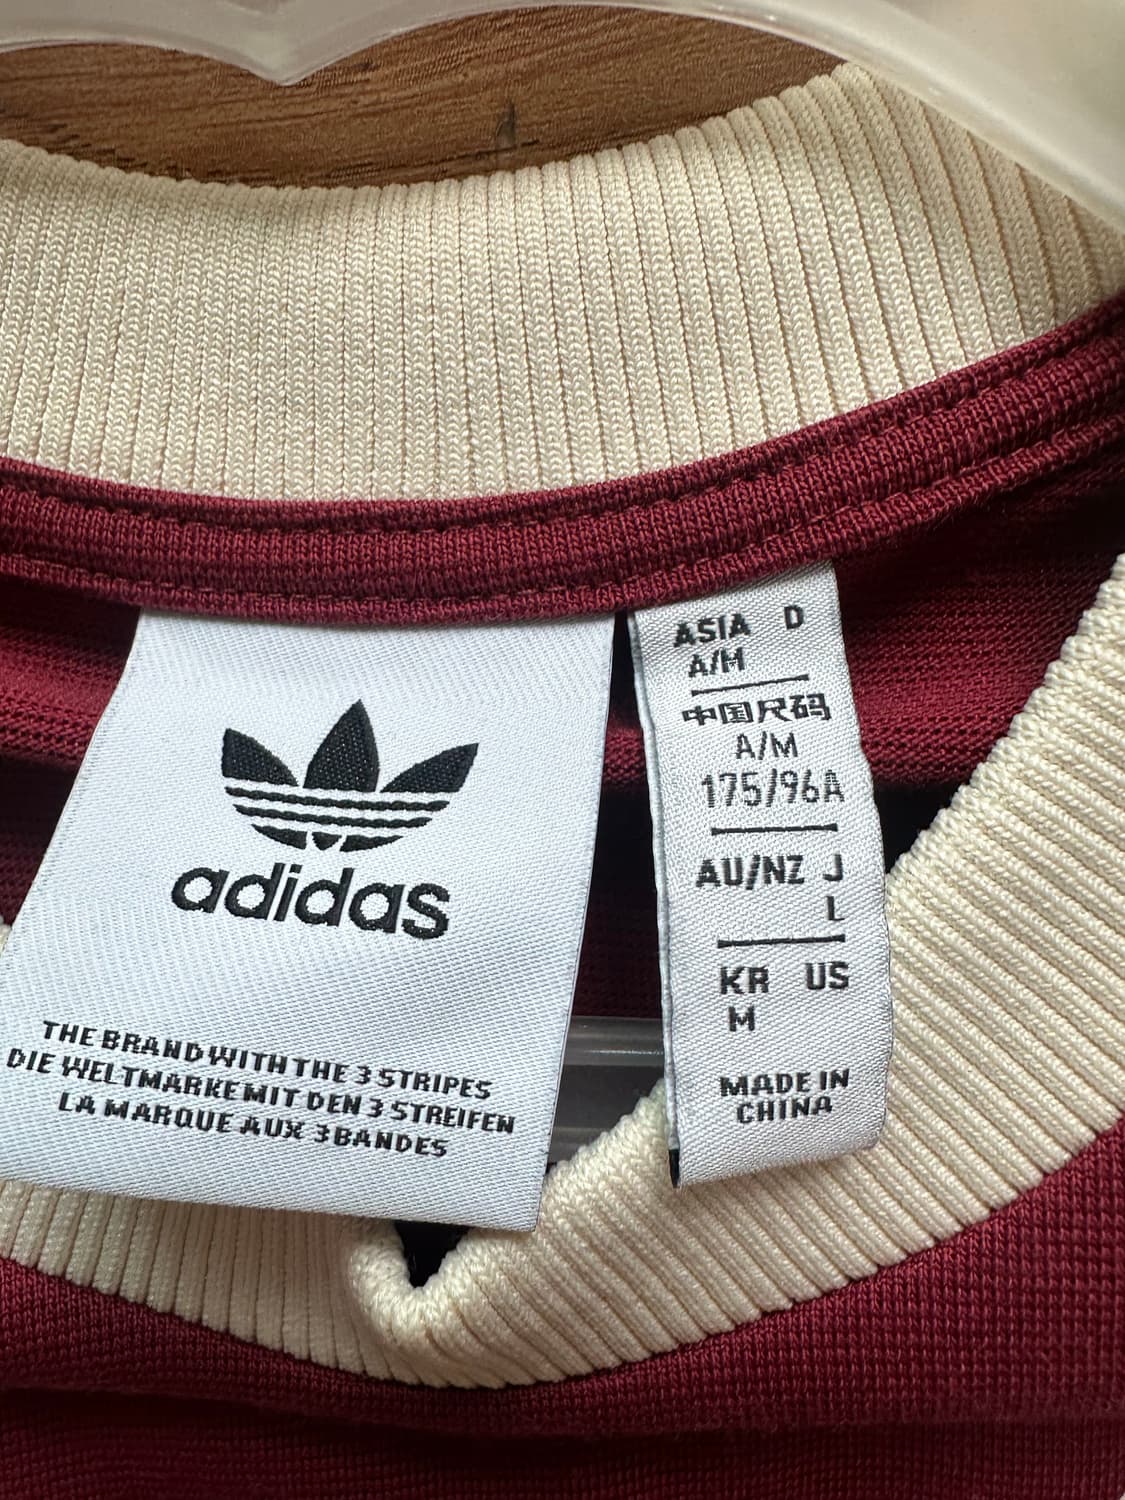 adidas
THE BRAND WITH THE 3 STRIPES
DIE WELTMARKE MIT DEN 3 STREIFEN
LA MARQUE AUX 3 BANDES
ASIA D
A/M
中国尺码
A/M
175/96A
AU/NZ J
L
KR US
M
MADE IN
CHINA